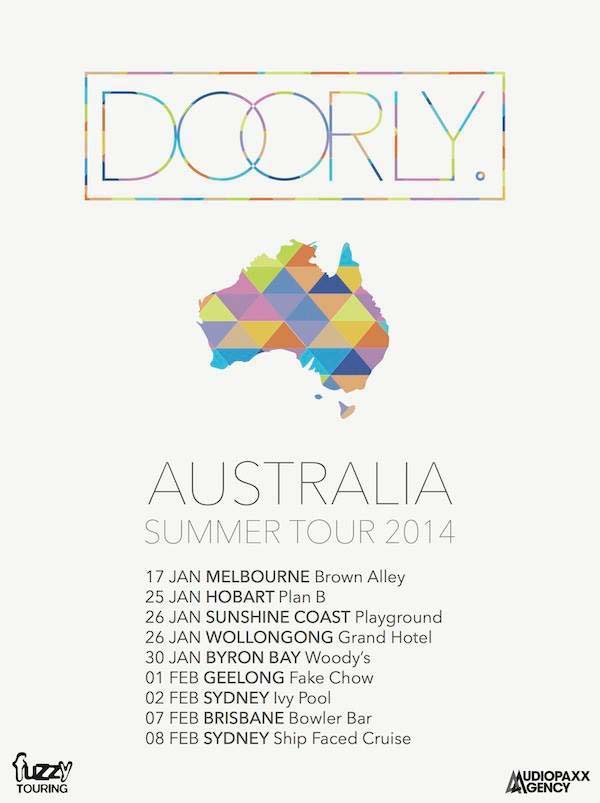 DOORLY.
AUSTRALIA
SUMMER TOUR 2014
17 JAN MELBOURNE Brown Alley
25 JAN HOBART Plan B
26 JAN SUNSHINE COAST Playground
26 JAN WOLLONGONG Grand Hotel
30 JAN BYRON BAY Woody's
01 FEB GEELONG Fake Chow
02 FEB SYDNEY Ivy Pool
07 FEB BRISBANE Bowler Bar
08 FEB SYDNEY Ship Faced Cruise
fuzzy
TOURING
AUDIOPAXX
AGENCY